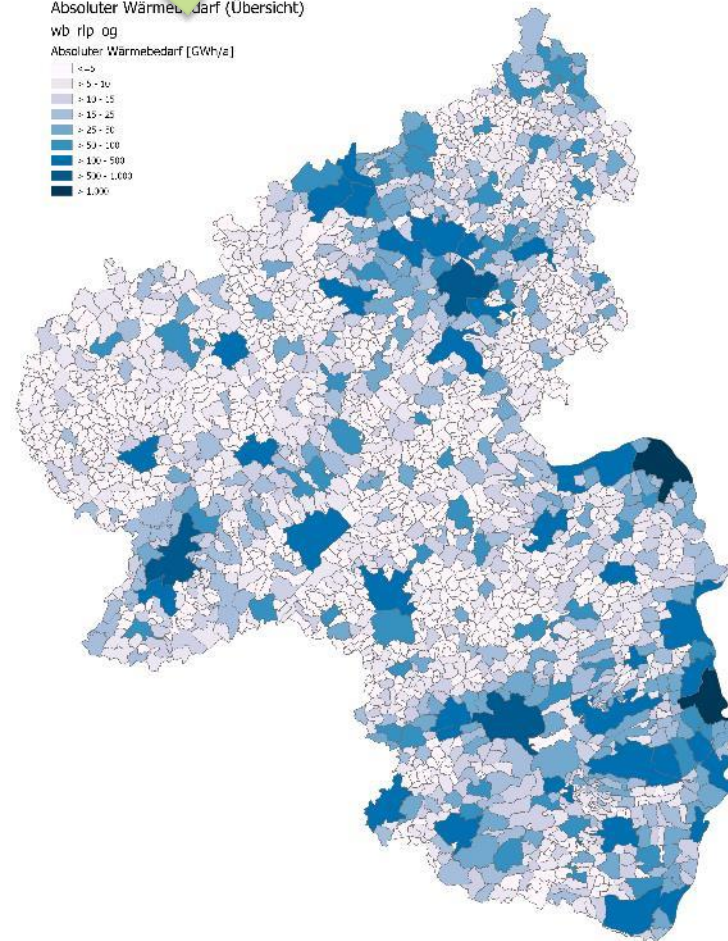 Absoluter Wärmebedarf (Übersicht)
wb rlp og
Absoluter Wärmebedarf [GWh/a]
<=5
> 5 - 10
> 10 - 15
> 15 - 25
> 25 - 50
> 50 - 100
> 100 - 500
> 500 - 1.000
> 1.000